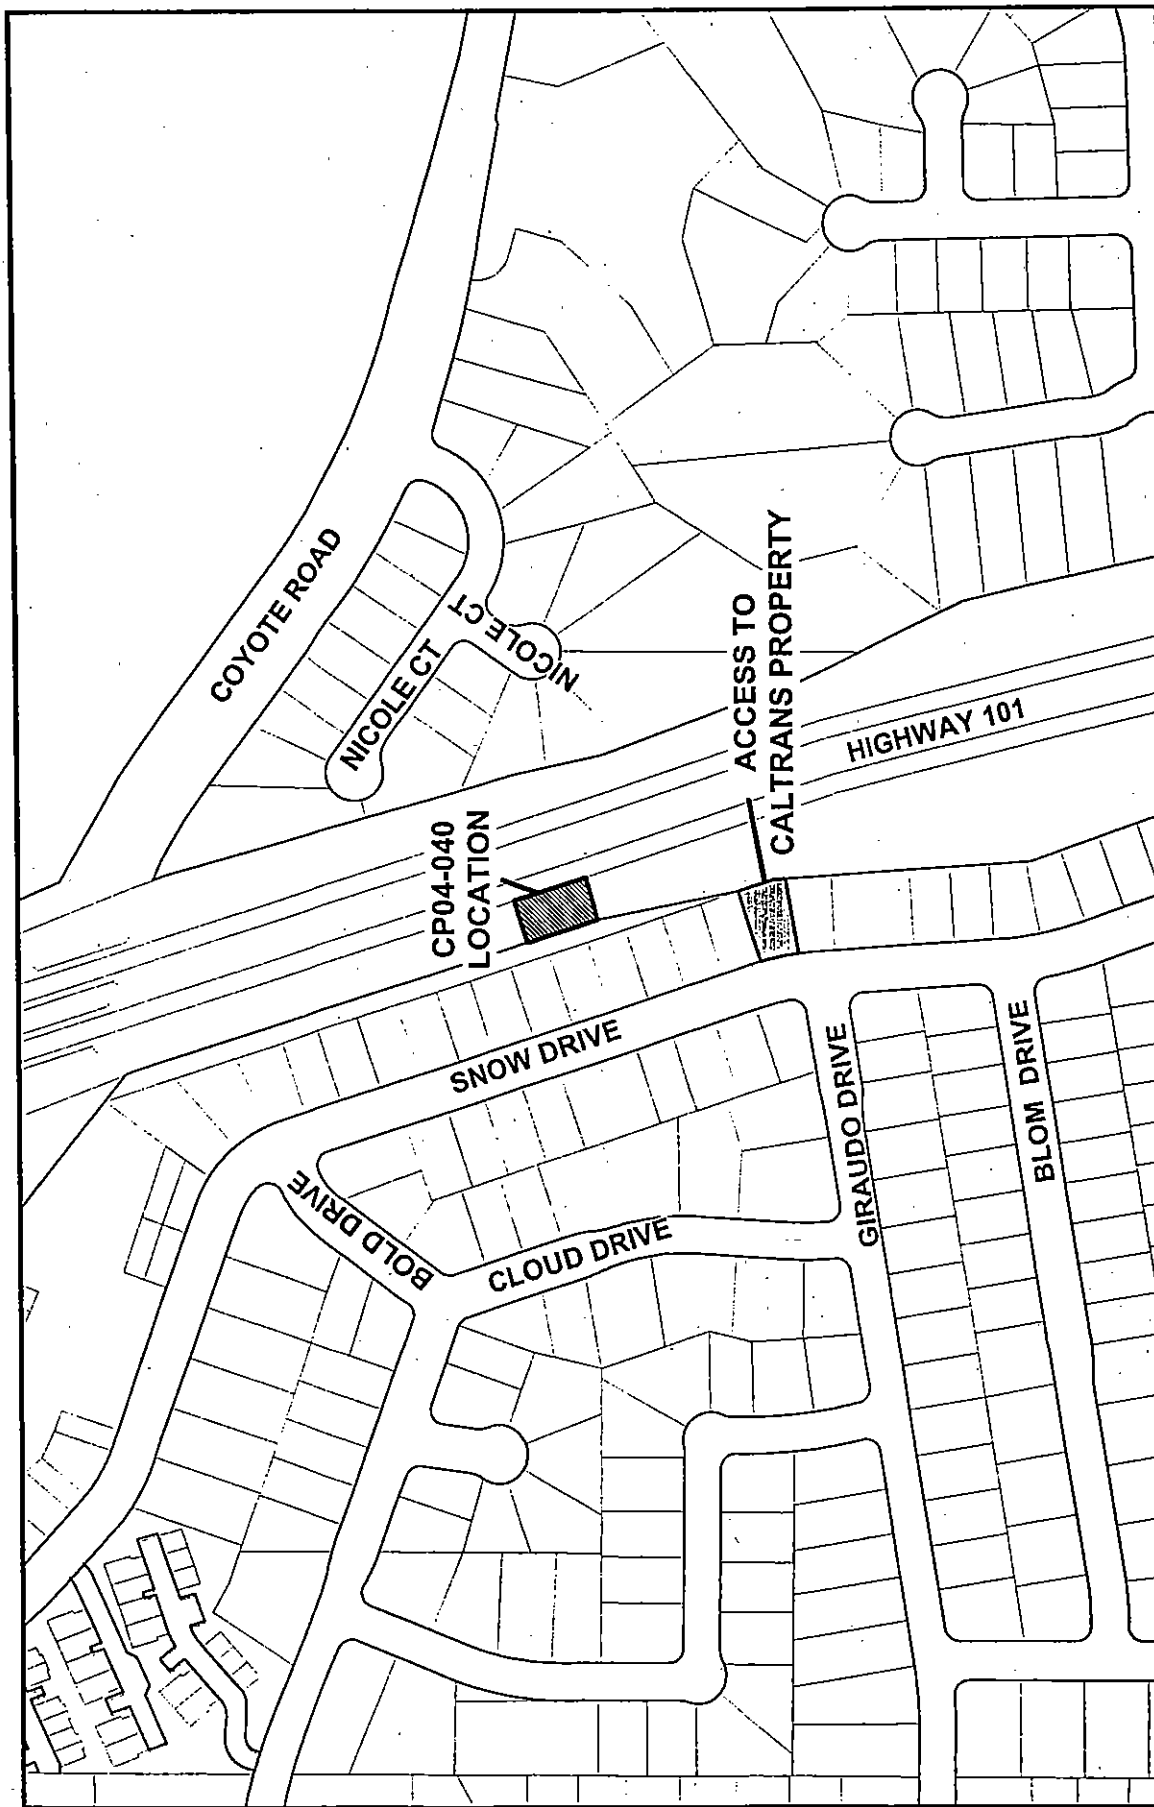 COYOTE ROAD
NICOLE CT
NICOLE CT
ACCESS TO
CALTRANS PROPERTY
HIGHWAY 101
CP04-040
LOCATION
SNOW DRIVE
GIRAUDO DRIVE
BLOM DRIVE
BOLD DRIVE
CLOUD DRIVE